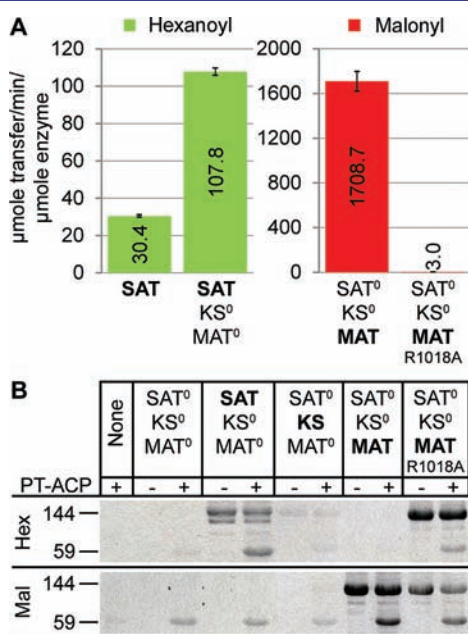 A Hexanoyl Malonyl
120 2000
100 1600
80 1200
60
40 800
20 400
0 0
µmole transfer/min/
µmole enzyme
30.4 107.8 1708.7 3.0
SAT SAT SAT⁰ SAT⁰
KS⁰ KS⁰ KS⁰
MAT⁰ MAT MAT
R1018A
B
None SAT⁰ SAT SAT⁰ SAT⁰ SAT⁰
KS⁰ KS⁰ KS KS⁰ KS⁰
MAT⁰ MAT⁰ MAT⁰ MAT MAT
R1018A
PT-ACP + - + - + - + - + - +
Hex 144
59
Mal 144
59